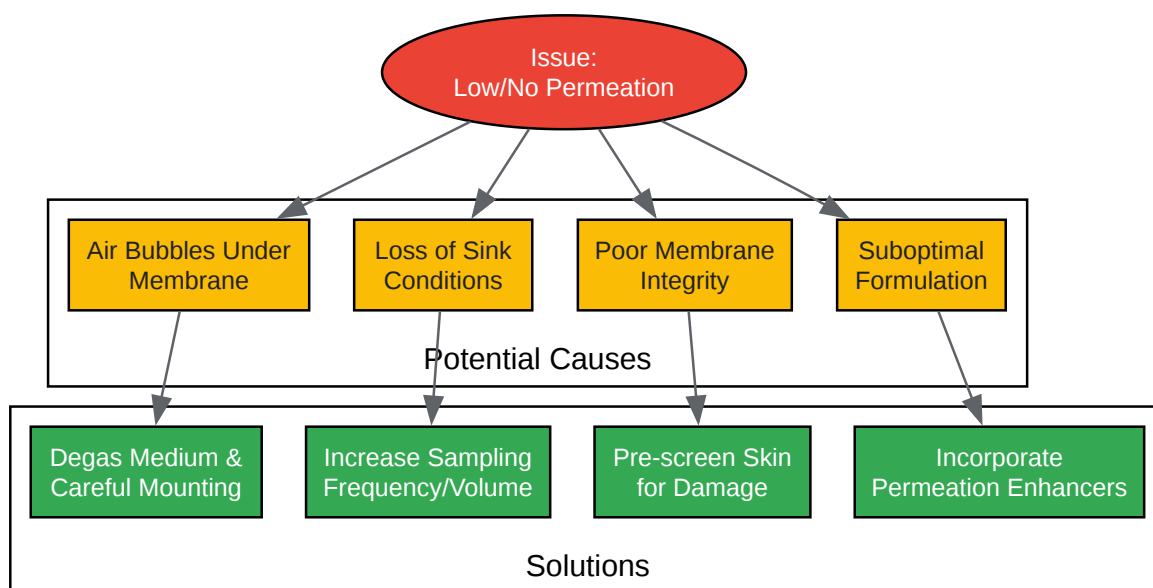 Issue:
Low/No Permeation
Air Bubbles Under
Membrane
Loss of Sink
Conditions
Poor Membrane
Integrity
Suboptimal
Formulation
Potential Causes
Degas Medium &
Careful Mounting
Increase Sampling
Frequency/Volume
Pre-screen Skin
for Damage
Incorporate
Permeation Enhancers
Solutions